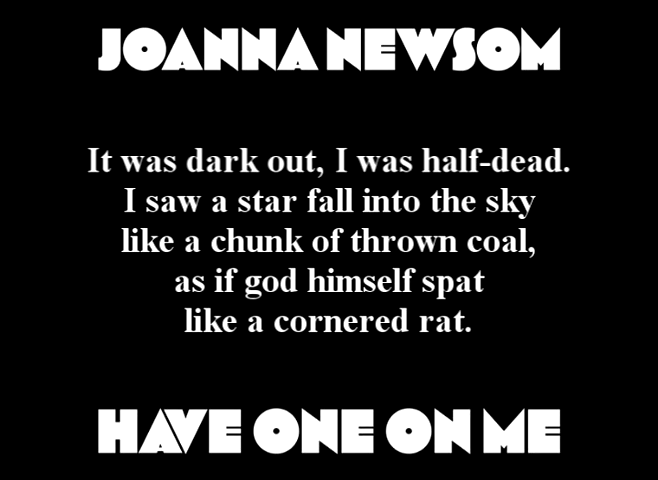 JOANNA NEWSOM
It was dark out, I was half-dead.
I saw a star fall into the sky
like a chunk of thrown coal,
as if god himself spat
like a cornered rat.
HAVE ONE ON ME